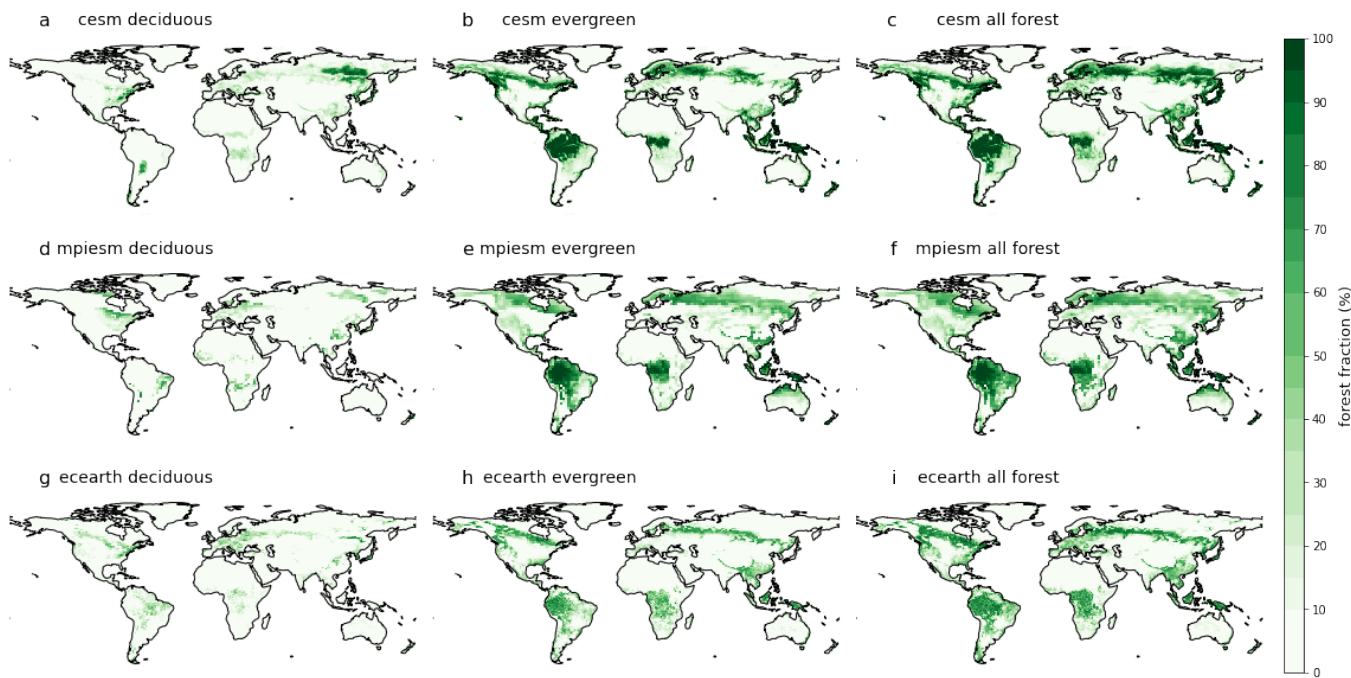 a cesm deciduous
b cesm evergreen
c cesm all forest
d mpiesm deciduous
e mpiesm evergreen
f mpiesm all forest
g ecearth deciduous
h ecearth evergreen
i ecearth all forest
100
90
80
70
60
50
40
30
20
10
0
forest fraction (%)